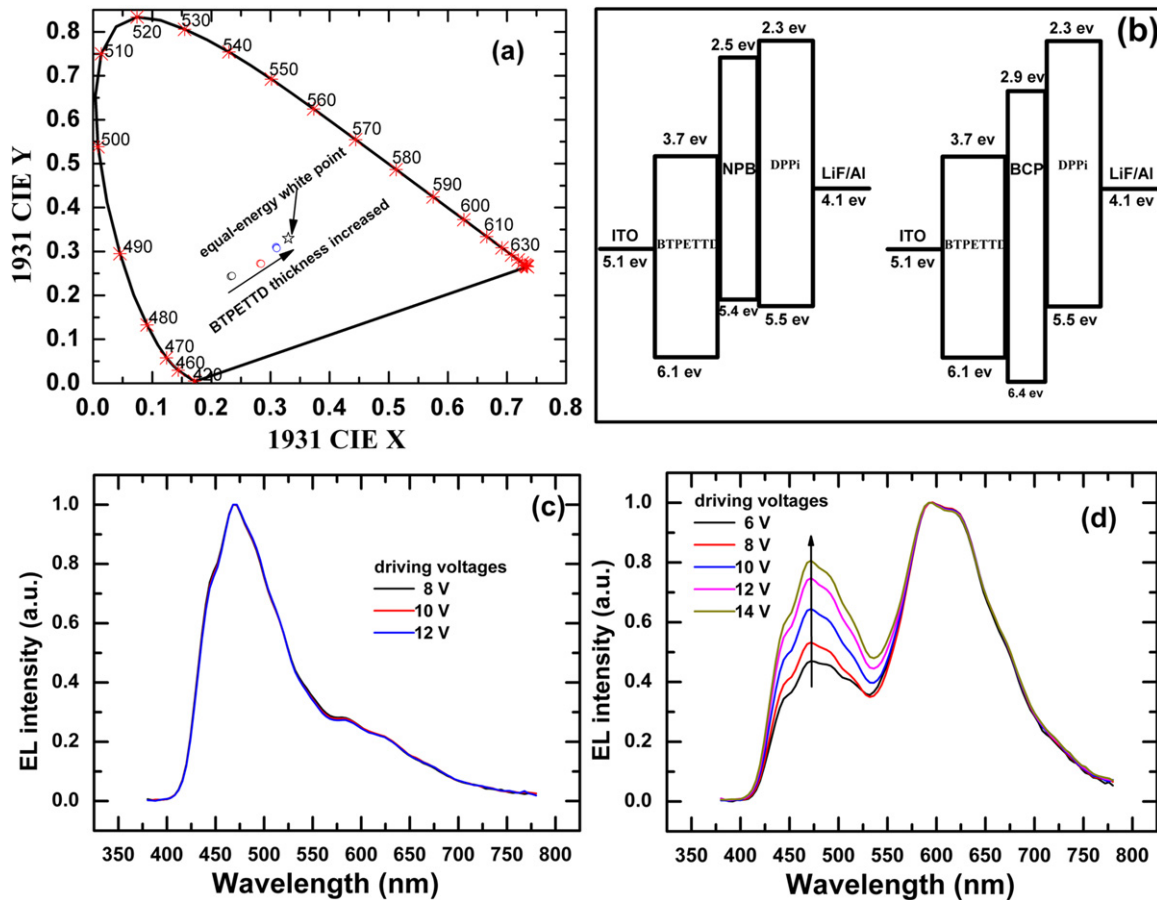 (a)
0.8
0.7
0.6
0.5
0.4
0.3
0.2
0.1
0.0
1931 CIE Y
520
530
510
540
550
560
570
500
580
590
600
610
630
490
480
470
460
420
equal-energy white point
BTPETTD thickness increased
0.0 0.1 0.2 0.3 0.4 0.5 0.6 0.7 0.8
1931 CIE X
(b)
2.5 ev
2.3 ev
3.7 ev
NPB
DPPi
LiF/Al
4.1 ev
ITO
5.1 ev
BTPETTD
5.4 ev
5.5 ev
6.1 ev
2.3 ev
2.9 ev
3.7 ev
BCP
DPPi
LiF/Al
4.1 ev
ITO
5.1 ev
BTPETTD
5.5 ev
6.1 ev
6.4 ev
(c)
1.0
0.8
0.6
0.4
0.2
0.0
EL intensity (a.u.)
driving voltages
8 V
10 V
12 V
350 400 450 500 550 600 650 700 750 800
Wavelength (nm)
(d)
1.0
0.8
0.6
0.4
0.2
0.0
EL intensity (a.u.)
driving voltages
6 V
8 V
10 V
12 V
14 V
350 400 450 500 550 600 650 700 750 800
Wavelength (nm)